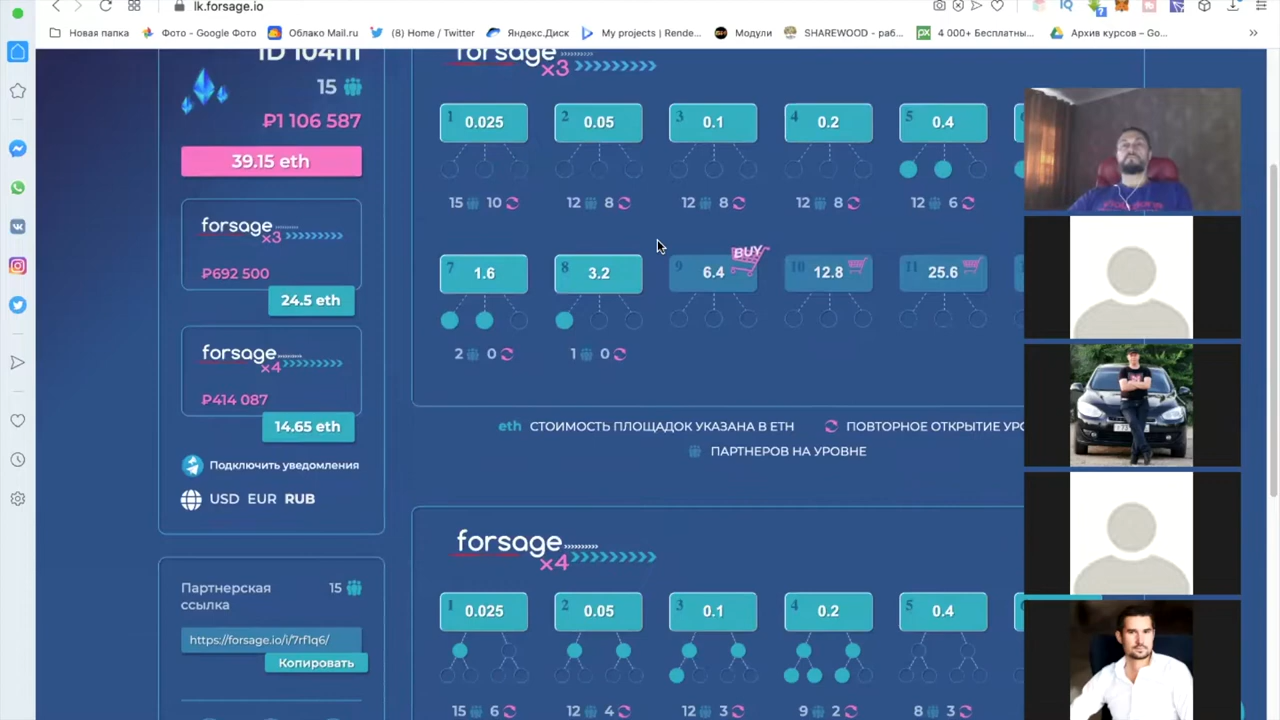 lk.forsage.io
Новая папка
Фото - Google Фото
Облако Mail.ru
(8) Home / Twitter
Яндекс.Диск
My projects | Rende...
Модули
SHAREWOOD - раб...
4 000+ Бесплатны...
Архив курсов – Go...
15
₽1 106 587
39.15 eth
forsage
x3
₽692 500
24.5 eth
forsage
x4
₽414 087
14.65 eth
Подключить уведомления
USD EUR RUB
Партнерская
ссылка
15
https://forsage.io/i/7rf1q6/
Копировать
forsage
x3
1 0.025
2 0.05
3 0.1
4 0.2
5 0.4
15 10
12 8
12 8
12 8
12 6
7 1.6
8 3.2
9 6.4
BUY
10 12.8
11 25.6
2 0
1 0
eth СТОИМОСТЬ ПЛОЩАДОК УКАЗАНА В ETH
ПОВТОРНОЕ ОТКРЫТИЕ УРО
ПАРТНЕРОВ НА УРОВНЕ
forsage
x4
1 0.025
2 0.05
3 0.1
4 0.2
5 0.4
15 6
12 4
12 3
9 2
8 3